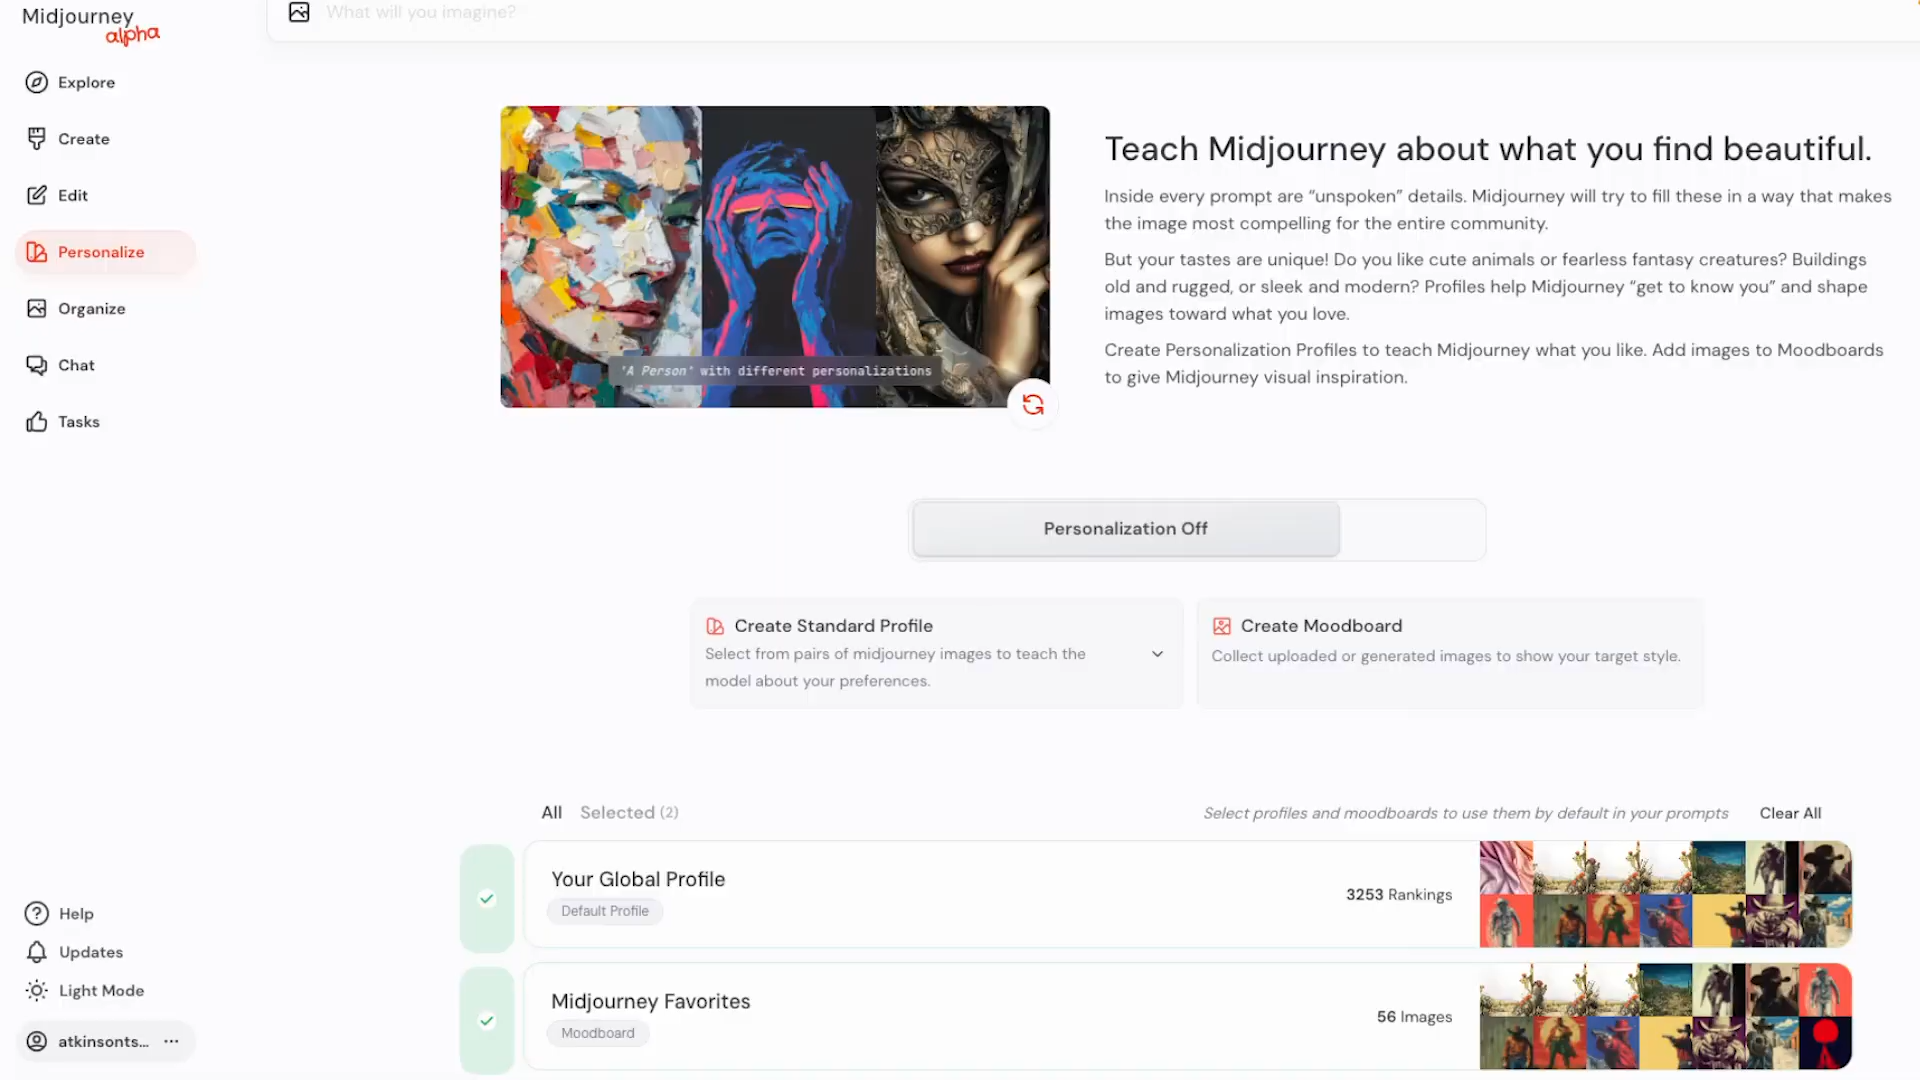 Midjourney
alpha
What will you imagine?
Explore
Create
Edit
Personalize
Organize
Chat
Tasks
Help
Updates
Light Mode
atkinsonts... ...
"A Person" with different personalizations
Teach Midjourney about what you find beautiful.
Inside every prompt are “unspoken” details. Midjourney will try to fill these in a way that makes
the image most compelling for the entire community.
But your tastes are unique! Do you like cute animals or fearless fantasy creatures? Buildings
old and rugged, or sleek and modern? Profiles help Midjourney “get to know you” and shape
images toward what you love.
Create Personalization Profiles to teach Midjourney what you like. Add images to Moodboards
to give Midjourney visual inspiration.
Personalization Off
Create Standard Profile
Select from pairs of midjourney images to teach the
model about your preferences.
Create Moodboard
Collect uploaded or generated images to show your target style.
All Selected (2)
Select profiles and moodboards to use them by default in your prompts Clear All
Your Global Profile
Default Profile
3253 Rankings
Midjourney Favorites
Moodboard
56 Images